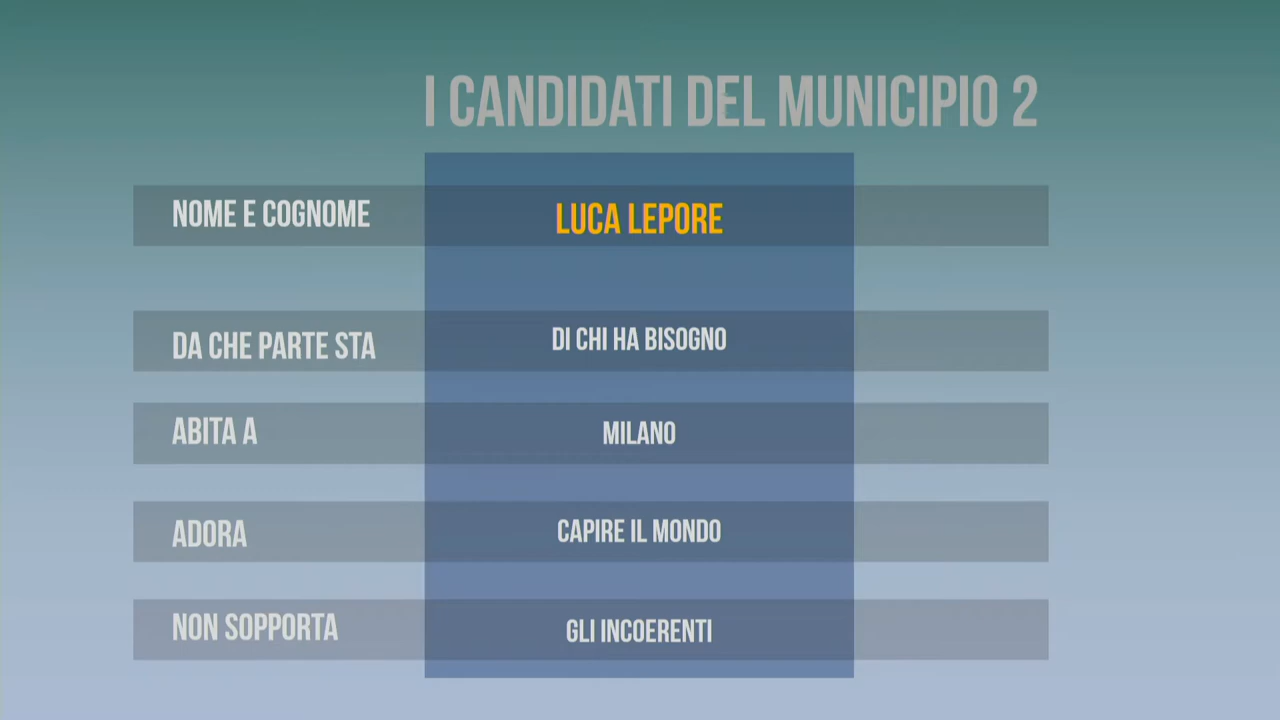 I CANDIDATI DEL MUNICIPIO 2
NOME E COGNOME
LUCA LEPORE
DA CHE PARTE STA
DI CHI HA BISOGNO
ABITA A
MILANO
ADORA
CAPIRE IL MONDO
NON SOPPORTA
GLI INCOERENTI